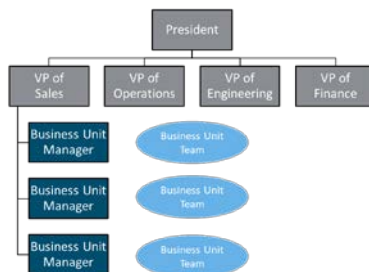 President
VP of
Sales
VP of
Operations
VP of
Engineering
VP of
Finance
Business Unit
Manager
Business Unit
Team
Business Unit
Manager
Business Unit
Team
Business Unit
Manager
Business Unit
Team